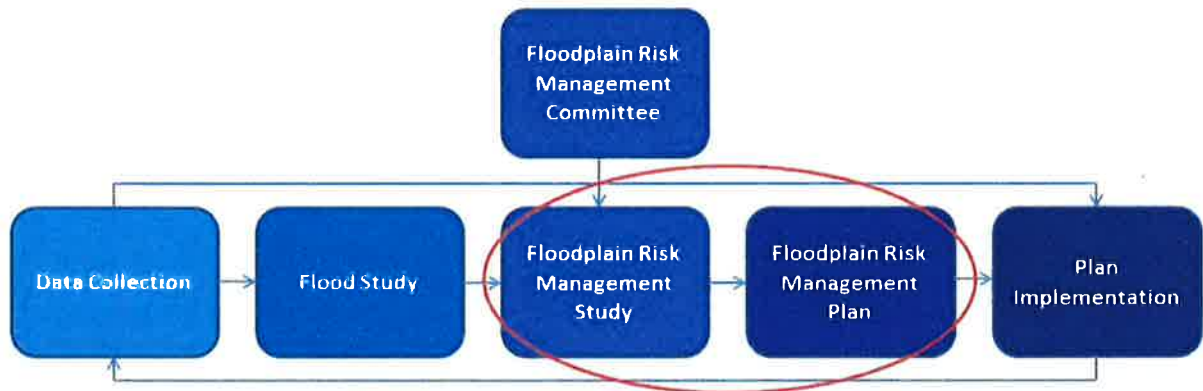 Floodplain Risk
Management
Committee
Data Collection
Flood Study
Floodplain Risk
Management
Study
Floodplain Risk
Management
Plan
Plan
Implementation